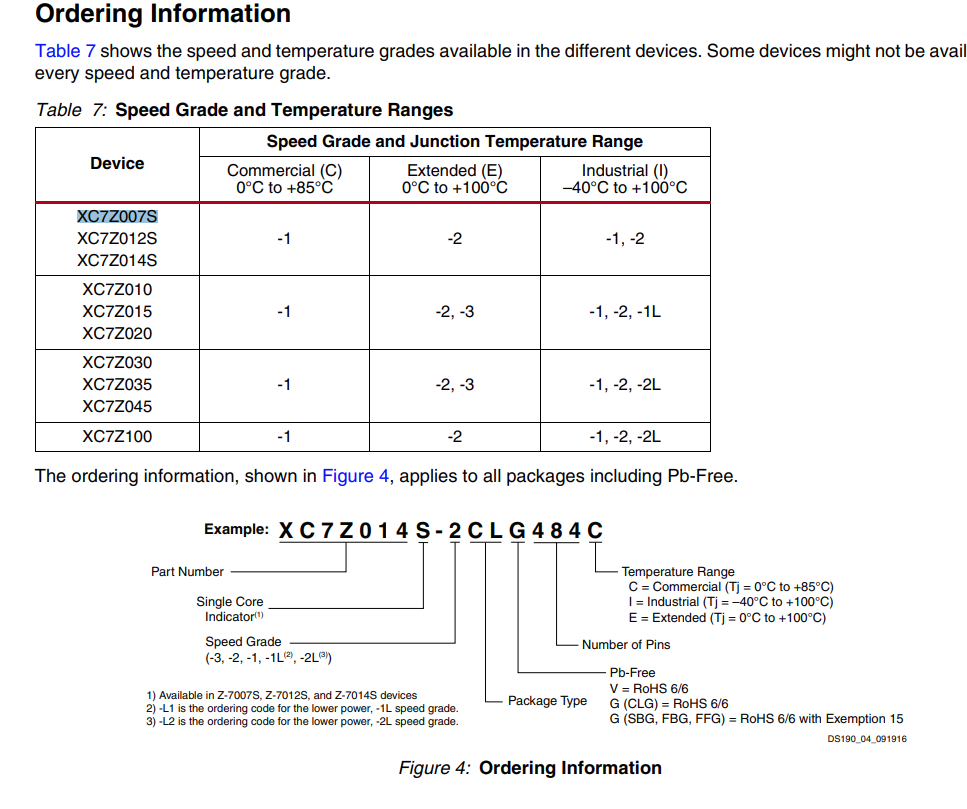 Ordering Information
Table 7 shows the speed and temperature grades available in the different devices. Some devices might not be avail
every speed and temperature grade.
Table 7: Speed Grade and Temperature Ranges
Device
Speed Grade and Junction Temperature Range
Commercial (C)
0°C to +85°C
Extended (E)
0°C to +100°C
Industrial (I)
–40°C to +100°C
XC7Z007S
XC7Z012S
XC7Z014S
-1
-2
-1, -2
XC7Z010
XC7Z015
XC7Z020
-1
-2, -3
-1, -2, -1L
XC7Z030
XC7Z035
XC7Z045
-1
-2, -3
-1, -2, -2L
XC7Z100
-1
-2
-1, -2, -2L
The ordering information, shown in Figure 4, applies to all packages including Pb-Free.
Example: XC7Z014S-2CLG484C
Part Number
Single Core
Indicator(1)
Speed Grade
(-3, -2, -1, -1L(2), -2L(3))
Temperature Range
C = Commercial (Tj = 0°C to +85°C)
I = Industrial (Tj = –40°C to +100°C)
E = Extended (Tj = 0°C to +100°C)
Number of Pins
Pb-Free
V = RoHS 6/6
G (CLG) = RoHS 6/6
G (SBG, FBG, FFG) = RoHS 6/6 with Exemption 15
Package Type
1) Available in Z-7007S, Z-7012S, and Z-7014S devices
2) -L1 is the ordering code for the lower power, -1L speed grade.
3) -L2 is the ordering code for the lower power, -2L speed grade.
DS190_04_091916
Figure 4: Ordering Information